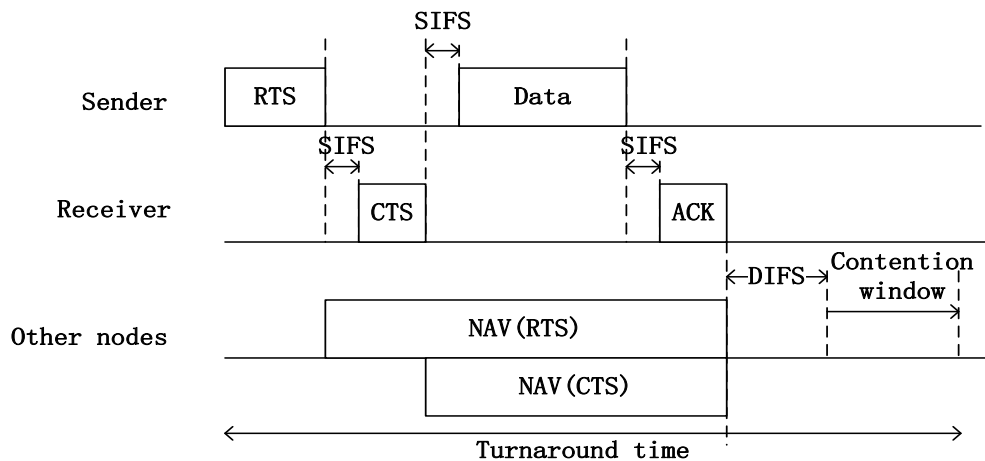 SIFS
Sender
RTS
Data
SIFS
SIFS
Receiver
CTS
ACK
DIFS
Contention
window
Other nodes
NAV(RTS)
NAV(CTS)
Turnaround time